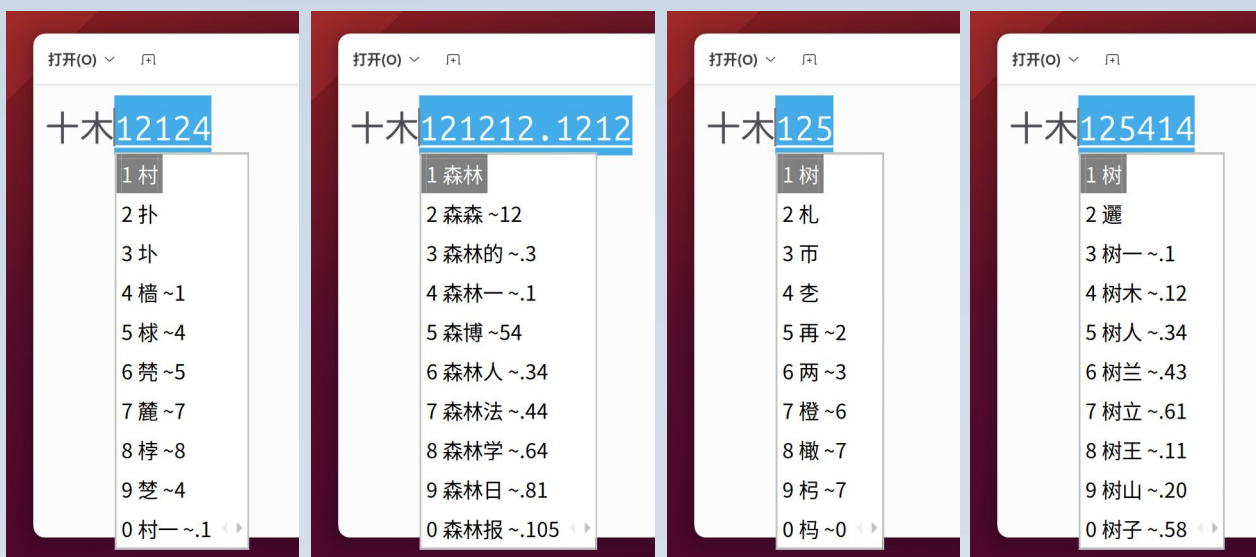 打开(O)
十木12124
1 村
2 扑
3 圤
4 樯 ~1
5 梂 ~4
6 髡 ~5
7 麓 ~7
8 桲 ~8
9 椘 ~4
0 村一 ~.1
打开(O)
十木121212.1212
1 森林
2 森森 ~12
3 森林的 ~.3
4 森林一 ~.1
5 森博 ~54
6 森林人 ~.34
7 森林法 ~.44
8 森林学 ~.64
9 森林日 ~.81
0 森林报 ~.105
打开(O)
十木125
1 树
2 札
3 帀
4 朰
5 再 ~2
6 两 ~3
7 橙 ~6
8 橄 ~7
9 杩 ~7
0 杩 ~0
打开(O)
十木125414
1 树
2 邐
3 树一 ~.1
4 树木 ~.12
5 树人 ~.34
6 树兰 ~.43
7 树立 ~.61
8 树王 ~.11
9 树山 ~.20
0 树子 ~.58